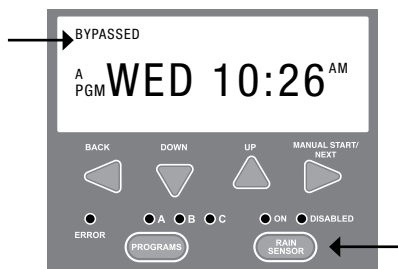 BYPASSED
A
PGM WED 10:26 AM
BACK DOWN UP MANUAL START/
NEXT
ERROR A B C ON DISABLED
PROGRAMS RAIN
SENSOR